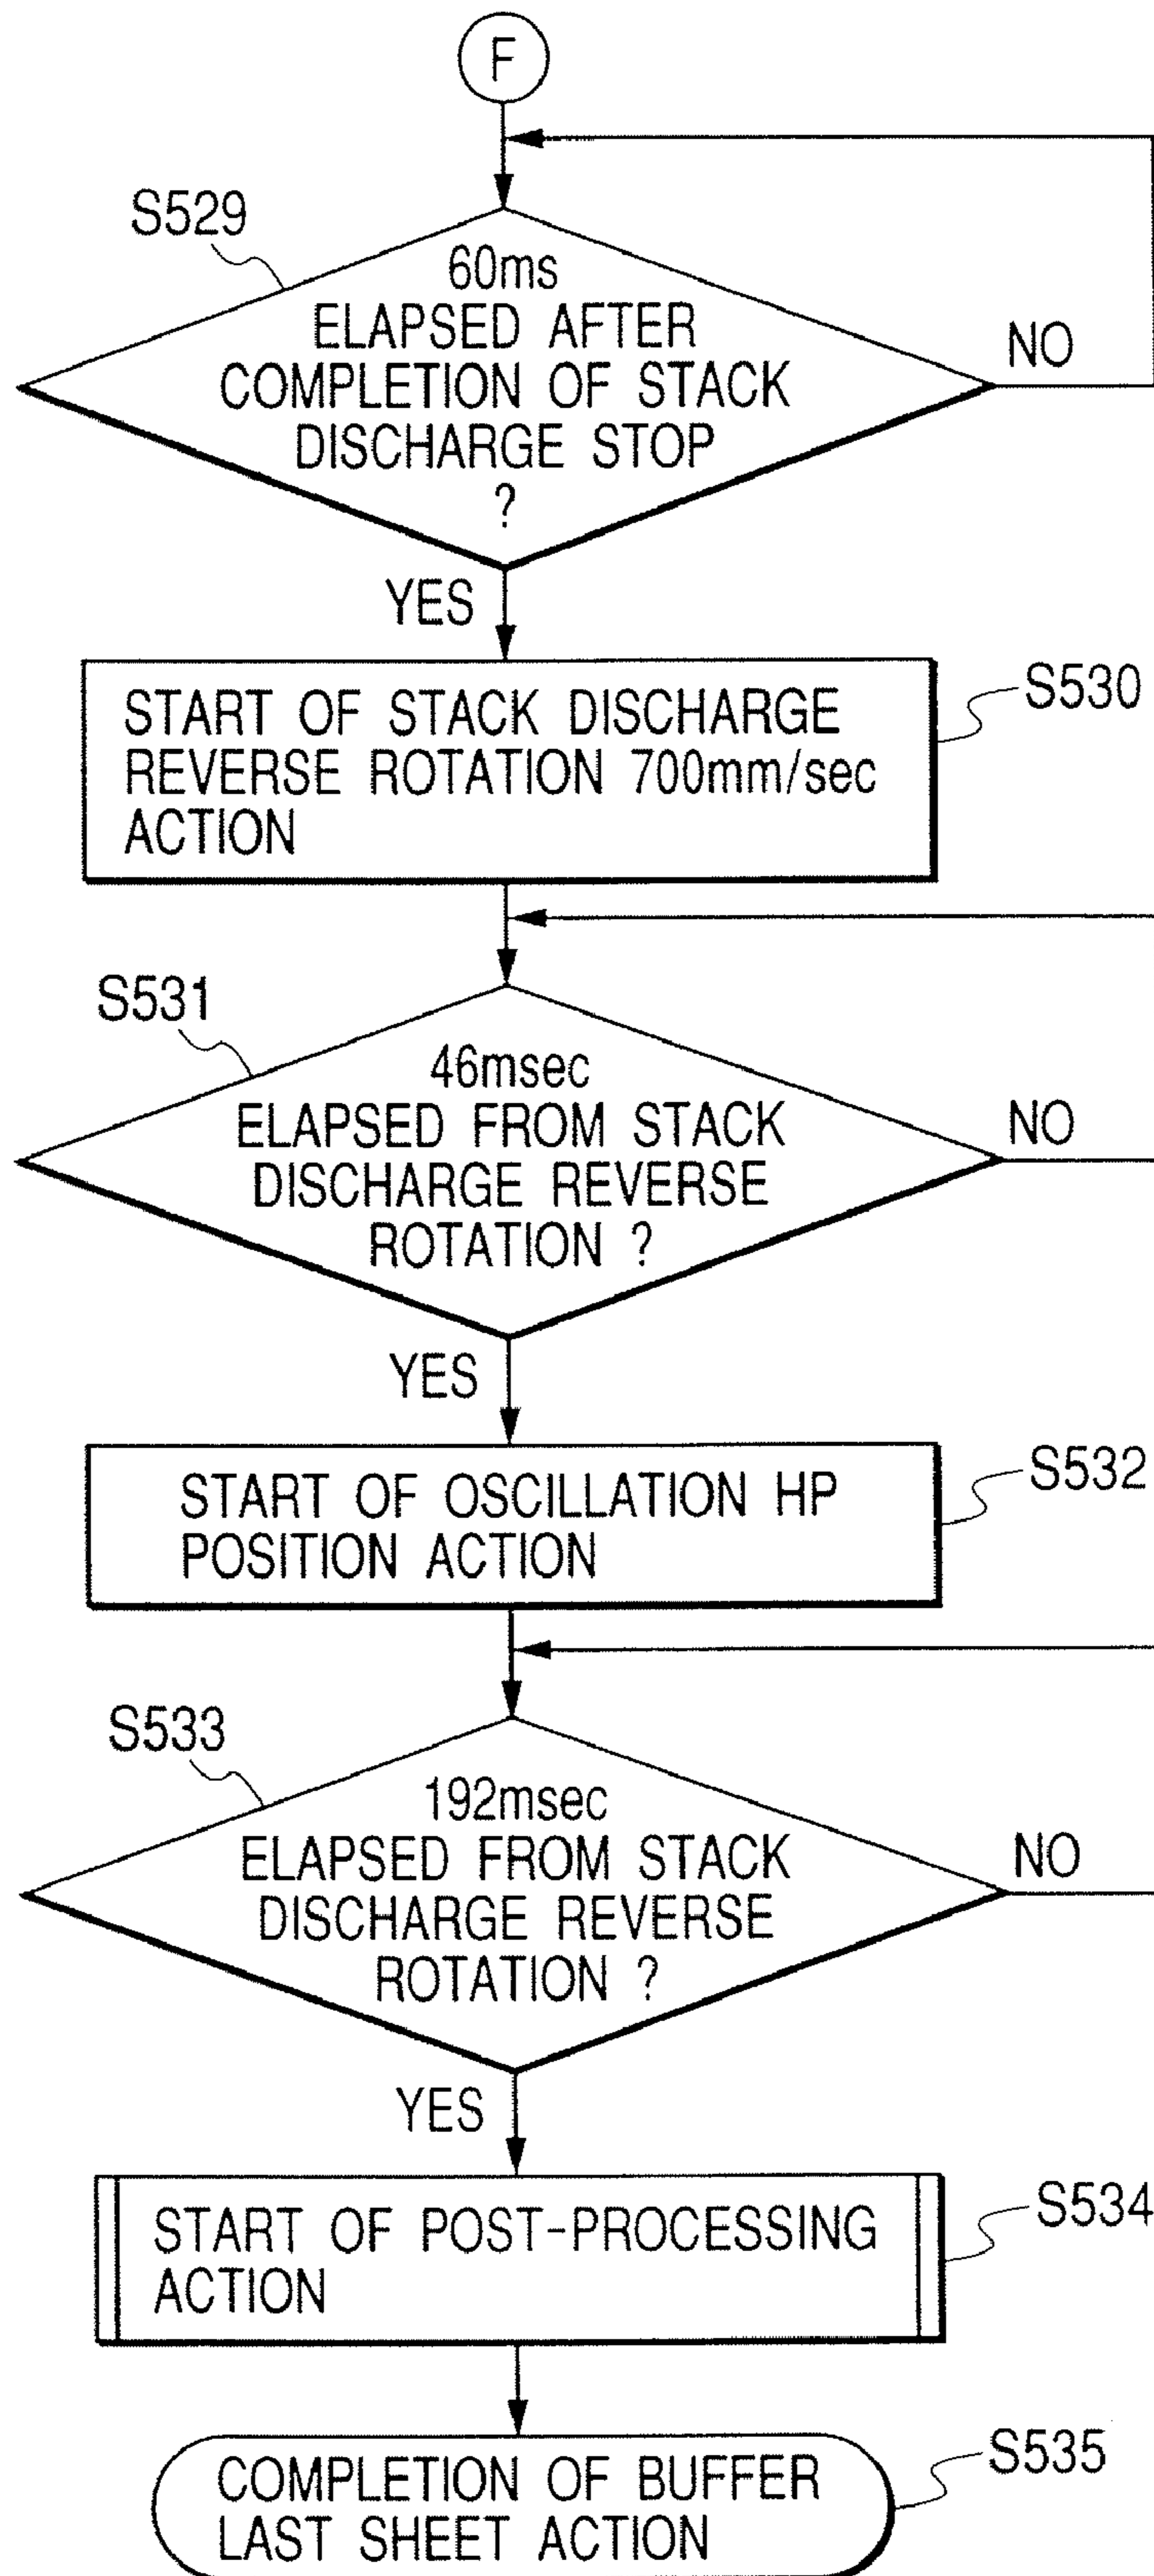 F
S529
60ms
ELAPSED AFTER
COMPLETION OF STACK
DISCHARGE STOP
?
NO
YES
START OF STACK DISCHARGE
REVERSE ROTATION 700mm/sec
ACTION
S530
S531
46msec
ELAPSED FROM STACK
DISCHARGE REVERSE
ROTATION ?
NO
YES
START OF OSCILLATION HP
POSITION ACTION
S532
S533
192msec
ELAPSED FROM STACK
DISCHARGE REVERSE
ROTATION ?
NO
YES
START OF POST-PROCESSING
ACTION
S534
COMPLETION OF BUFFER
LAST SHEET ACTION
S535